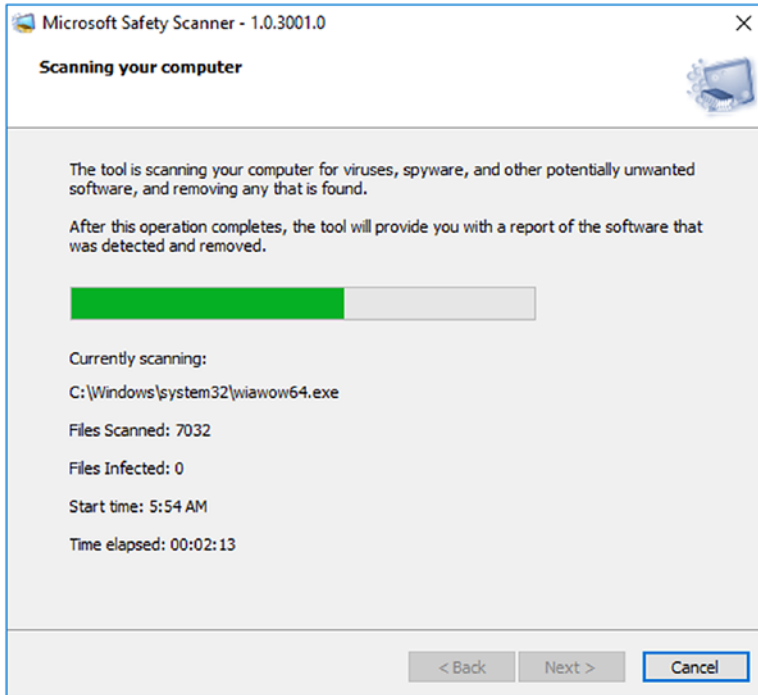 Microsoft Safety Scanner - 1.0.3001.0
Scanning your computer
The tool is scanning your computer for viruses, spyware, and other potentially unwanted
software, and removing any that is found.
After this operation completes, the tool will provide you with a report of the software that
was detected and removed.
Currently scanning:
C:\Windows\system32\wiawow64.exe
Files Scanned: 7032
Files Infected: 0
Start time: 5:54 AM
Time elapsed: 00:02:13
< Back Next > Cancel